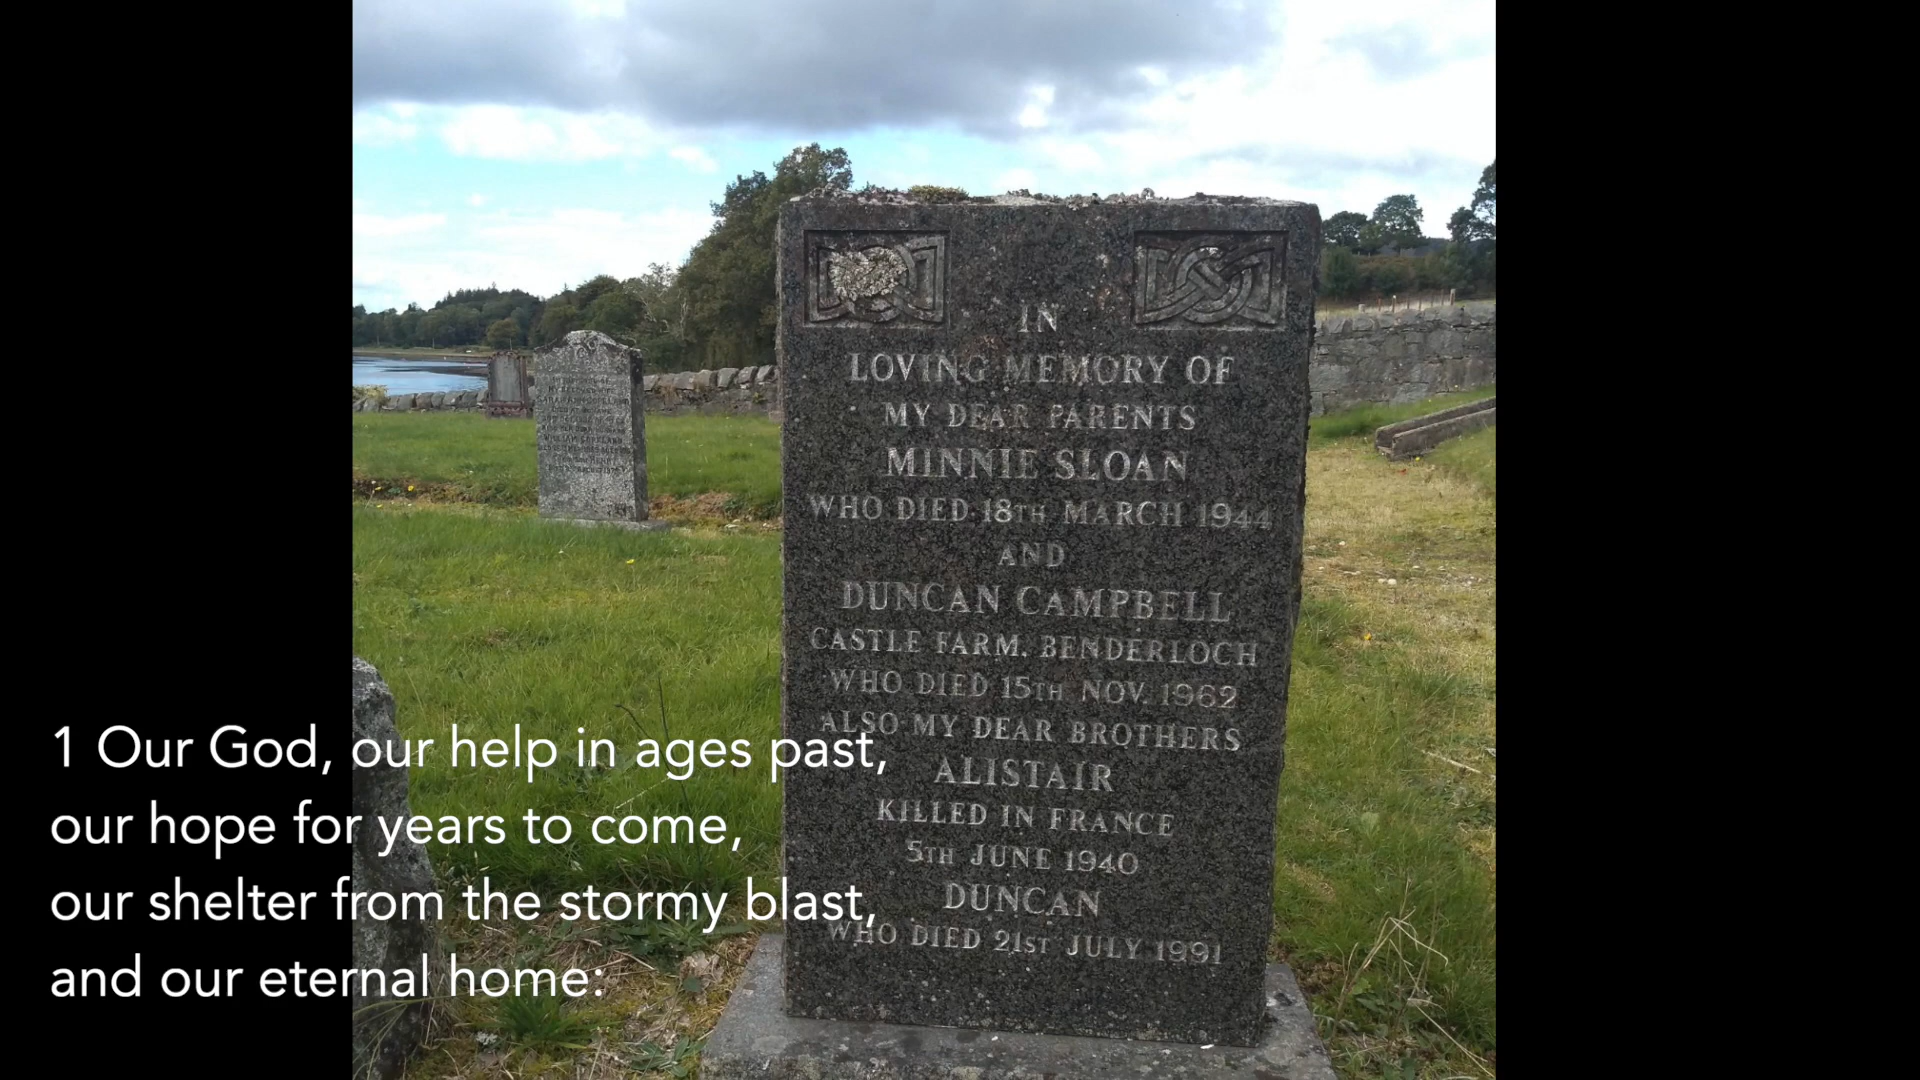 IN
LOVING MEMORY OF
MY DEAR PARENTS
MINNIE SLOAN
WHO DIED 18TH MARCH 1944
AND
DUNCAN CAMPBELL
CASTLE FARM, BENDERLOCH
WHO DIED 15TH NOV. 1962
ALSO MY DEAR BROTHERS
ALISTAIR
KILLED IN FRANCE
5TH JUNE 1940
DUNCAN
WHO DIED 21ST JULY 1991
1 Our God, our help in ages past,
our hope for years to come,
our shelter from the stormy blast,
and our eternal home: